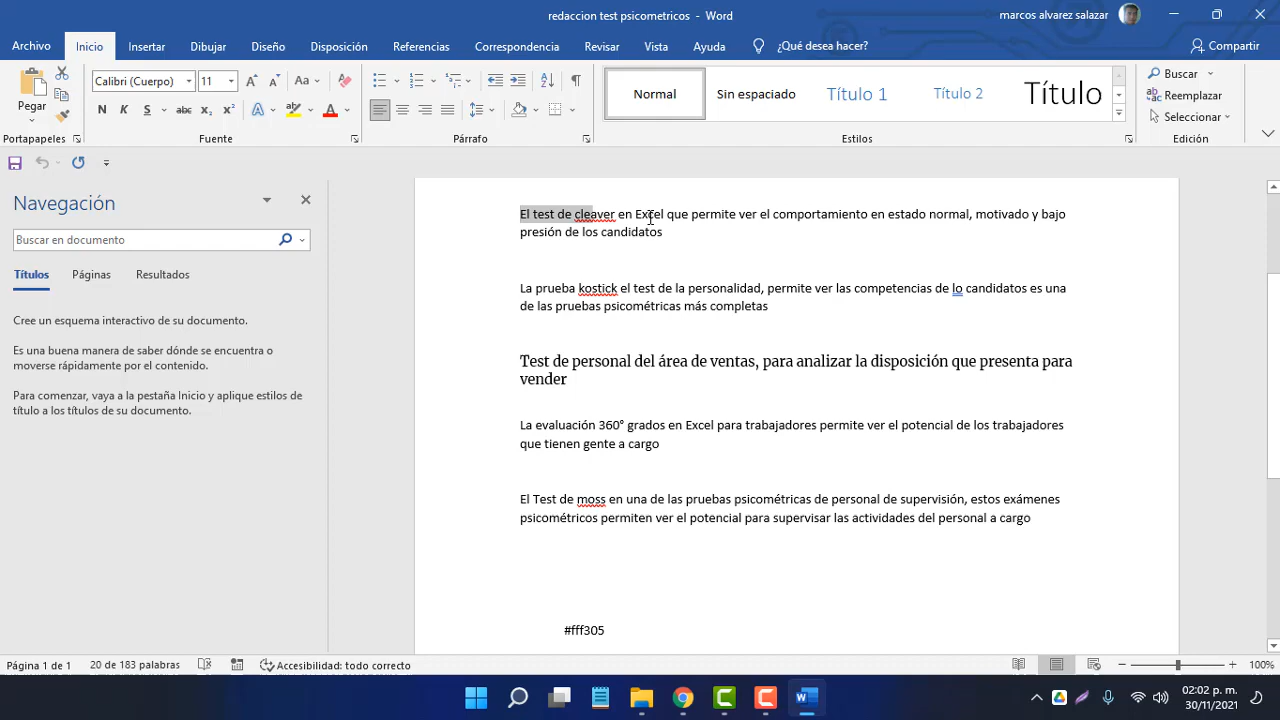 redaccion test psicometricos - Word
marcos alvarez salazar
Archivo Inicio Insertar Dibujar Diseño Disposición Referencias Correspondencia Revisar Vista Ayuda ¿Qué desea hacer? Compartir
Pegar
Calibri (Cuerpo) 11 Aa
N K S abc x₂ x² A A
Normal
Sin espaciado
Título 1
Título 2
Título
Buscar
Reemplazar
Seleccionar
Portapapeles Fuente Párrafo Estilos Edición
Navegación
Buscar en documento
Títulos Páginas Resultados
Cree un esquema interactivo de su documento.
Es una buena manera de saber dónde se encuentra o
moverse rápidamente por el contenido.
Para comenzar, vaya a la pestaña Inicio y aplique estilos de
título a los títulos de su documento.
El test de cleaver en Excel que permite ver el comportamiento en estado normal, motivado y bajo
presión de los candidatos
La prueba kostick el test de la personalidad, permite ver las competencias de lo candidatos es una
de las pruebas psicométricas más completas
Test de personal del área de ventas, para analizar la disposición que presenta para
vender
La evaluación 360° grados en Excel para trabajadores permite ver el potencial de los trabajadores
que tienen gente a cargo
El Test de moss en una de las pruebas psicométricas de personal de supervisión, estos exámenes
psicométricos permiten ver el potencial para supervisar las actividades del personal a cargo
#fff305
Página 1 de 1 20 de 183 palabras Accesibilidad: todo correcto 100%
02:02 p. m.
30/11/2021